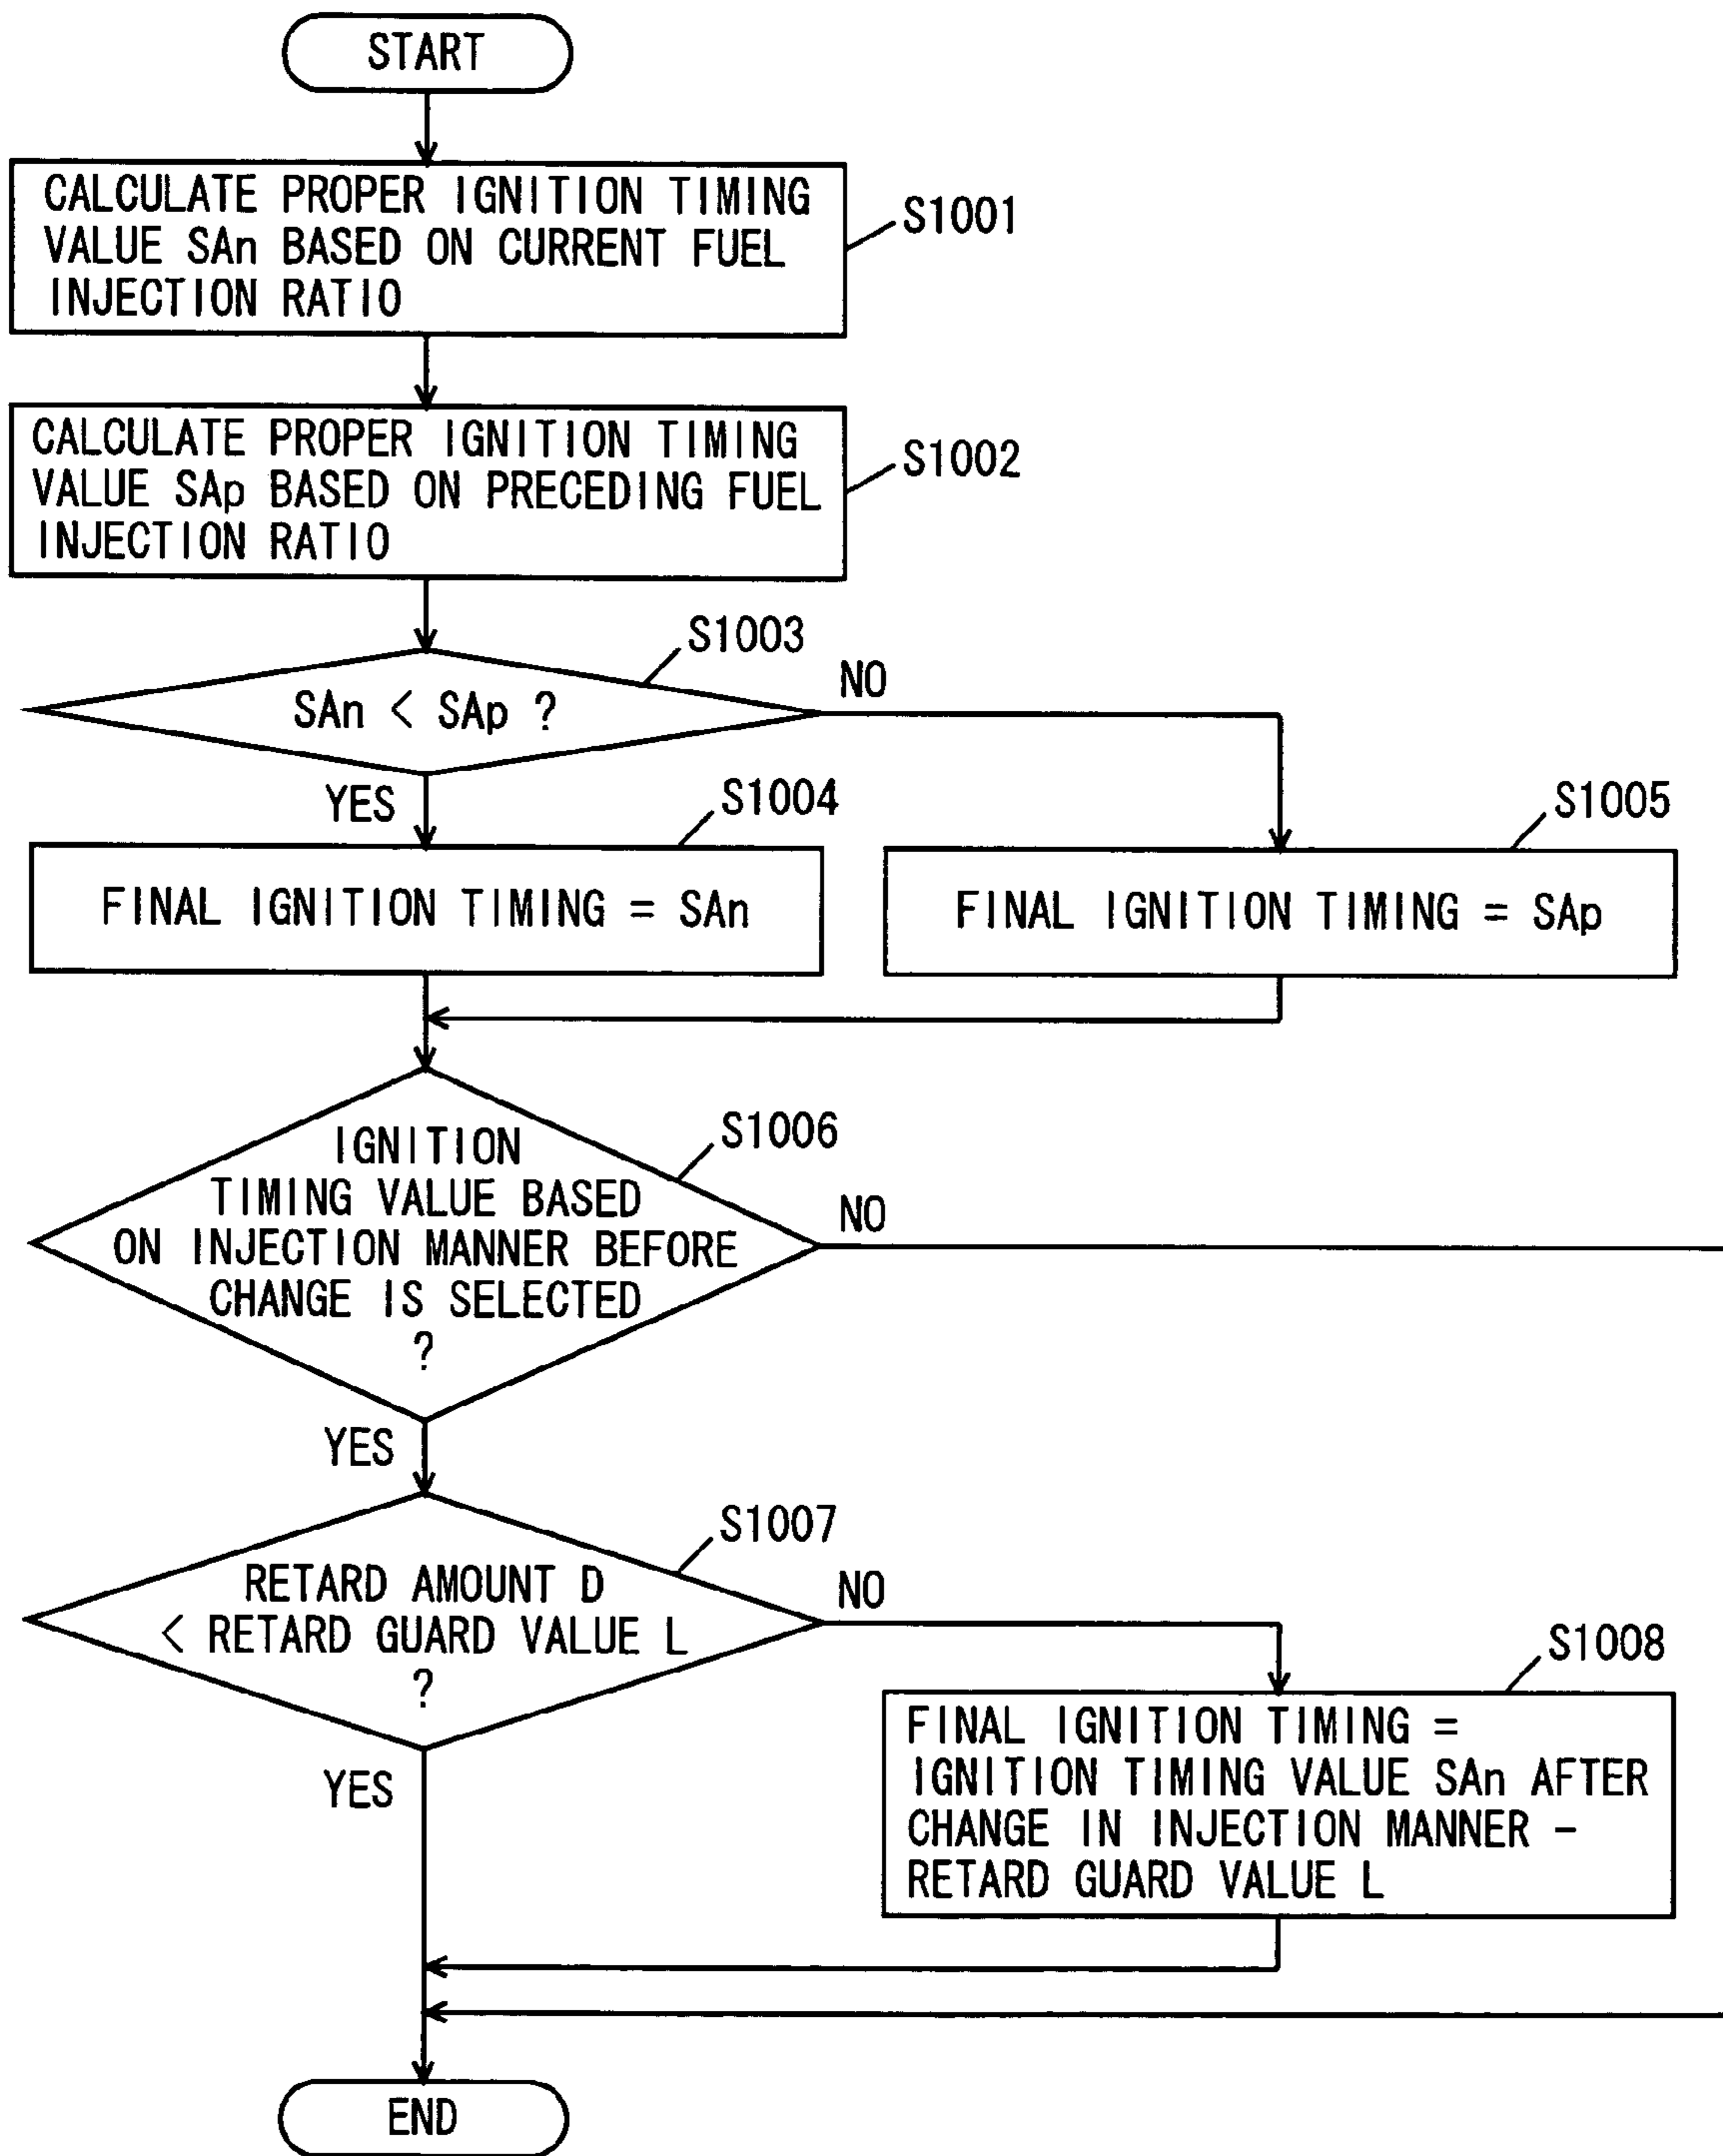 START
CALCULATE PROPER IGNITION TIMING
VALUE SAn BASED ON CURRENT FUEL
INJECTION RATIO
S1001
CALCULATE PROPER IGNITION TIMING
VALUE SAp BASED ON PRECEDING FUEL
INJECTION RATIO
S1002
S1003
SAn < SAp ?
NO
YES
S1004
FINAL IGNITION TIMING = SAn
S1005
FINAL IGNITION TIMING = SAp
S1006
IGNITION
TIMING VALUE BASED
ON INJECTION MANNER BEFORE
CHANGE IS SELECTED
?
NO
YES
S1007
RETARD AMOUNT D
< RETARD GUARD VALUE L
?
NO
YES
S1008
FINAL IGNITION TIMING =
IGNITION TIMING VALUE SAn AFTER
CHANGE IN INJECTION MANNER -
RETARD GUARD VALUE L
END